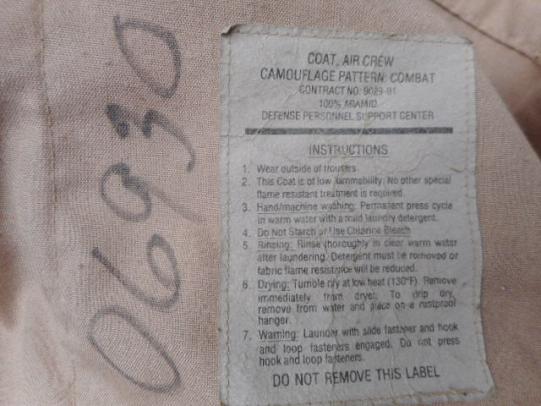 06930
COAT, AIR CREW
CAMOUFLAGE PATTERN: COMBAT
CONTRACT NO: 9029-91
100% ARAMID
DEFENSE PERSONNEL SUPPORT CENTER
INSTRUCTIONS
1. Wear outside of trousers.
2. This Coat is of low flammability. No other special
flame resistant treatment is required.
3. Hand/machine washing: Permanent press cycle
in warm water with a mild laundry detergent.
4. Do Not Starch or Use Chlorine Bleach
5. Rinsing: Rinse thoroughly in clear warm water
after laundering. Detergent must be removed or
fabric flame resistance will be reduced.
6. Drying: Tumble dry at low heat (130°F). Remove
immediately from dryer. To drip dry,
remove from water and place on a rustproof
hanger.
7. Warning: Launder with slide fastener and hook
and loop fasteners engaged. Do not press
hook and loop fasteners.
DO NOT REMOVE THIS LABEL